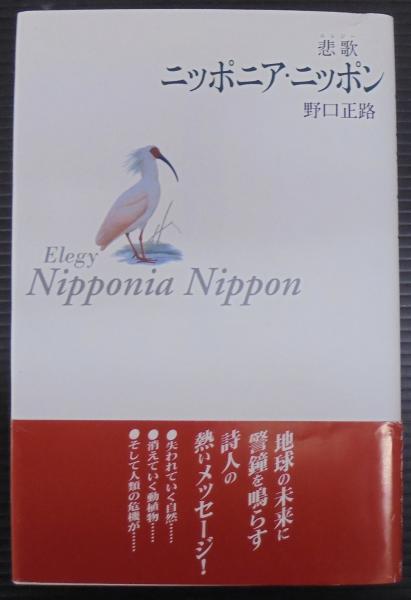 エレジー
悲歌
ニッポニア・ニッポン
野口正路
Elegy
Nipponia Nippon
地球の未来に
警鐘を鳴らす
詩人の
熱いメッセージ!
●失われていく自然……
●消えていく動植物……
●そして人類の危機が……